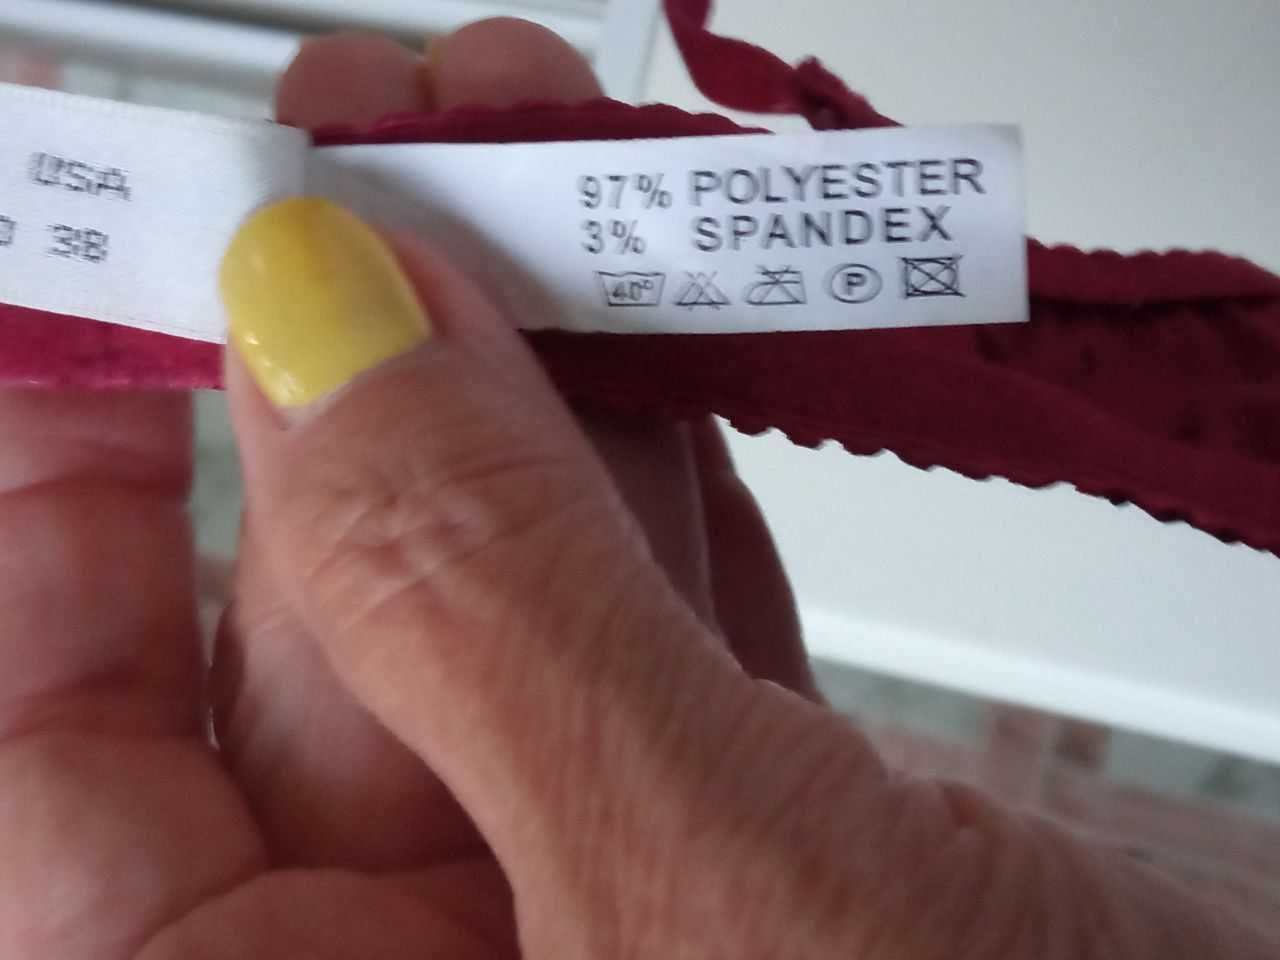 USA
38
97% POLYESTER
3% SPANDEX
40°
P